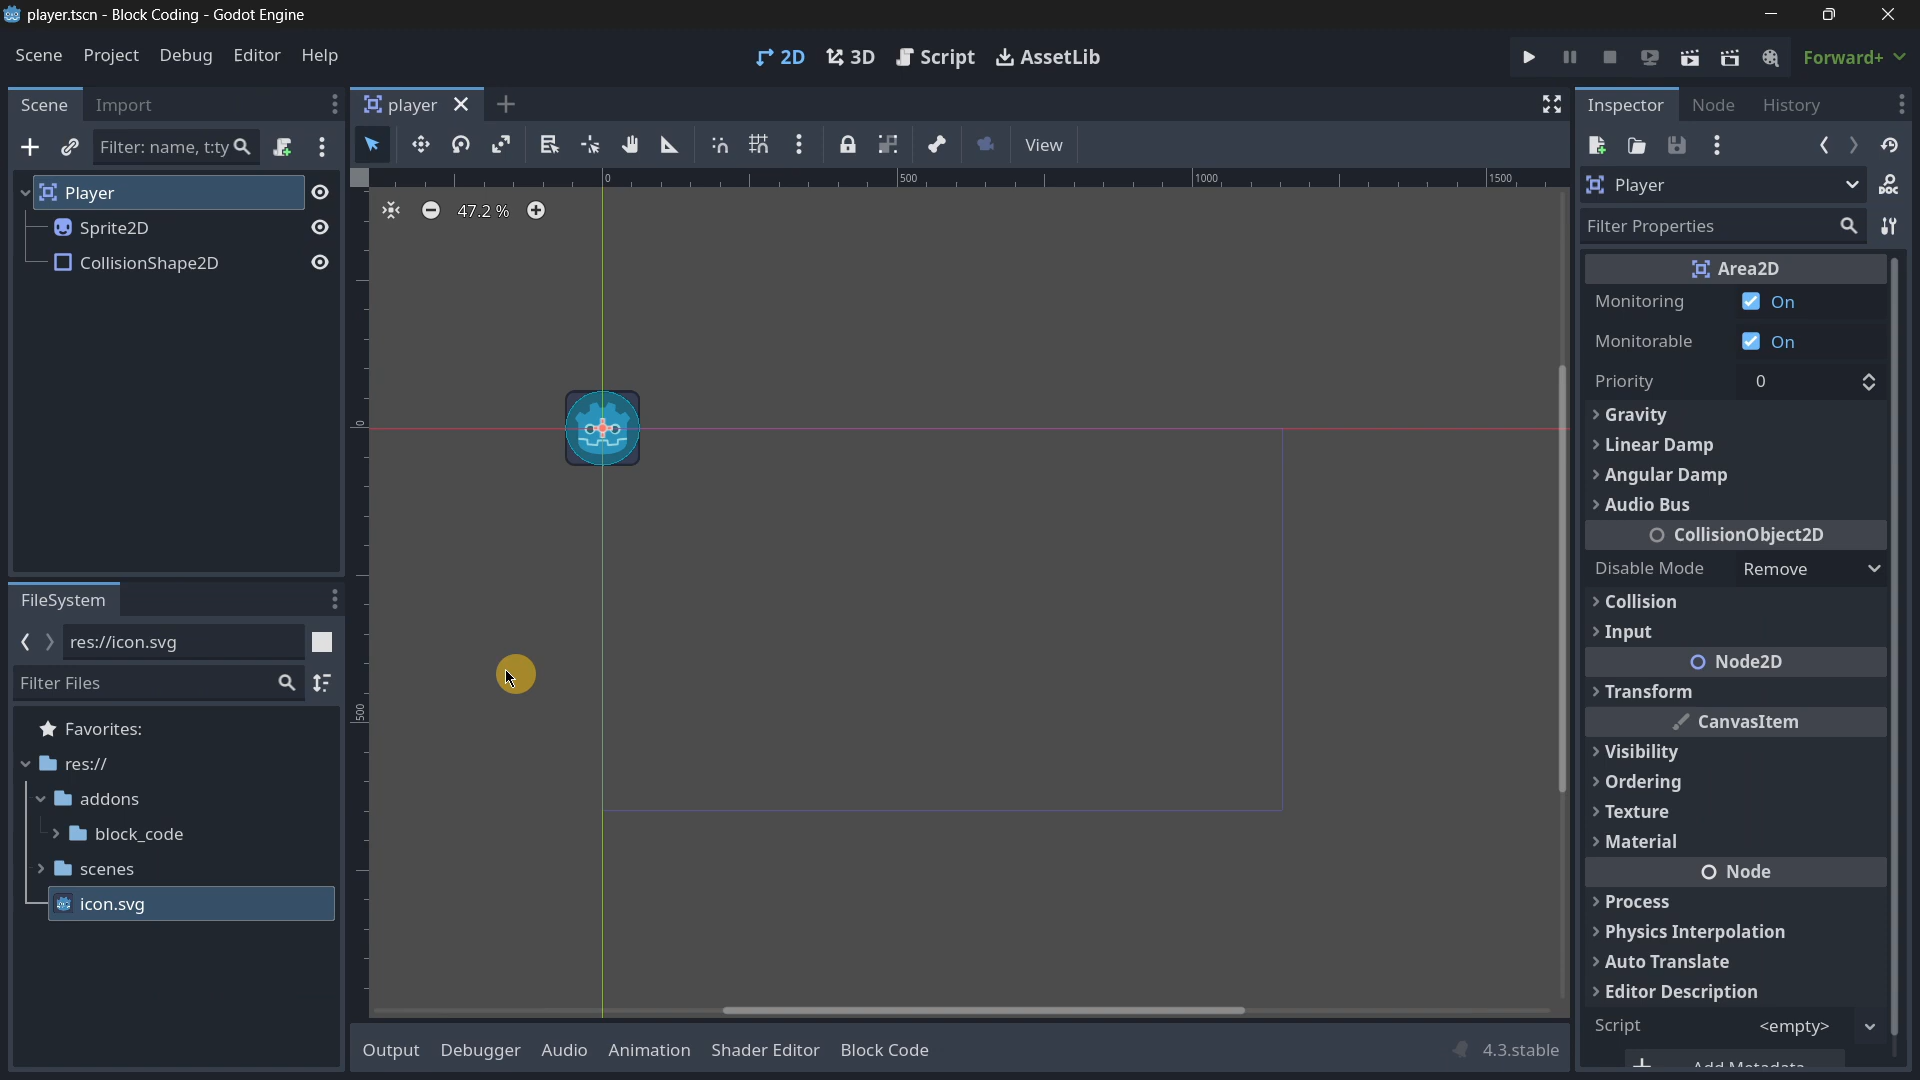 player.tscn - Block Coding - Godot Engine
Scene Project Debug Editor Help
2D 3D Script AssetLib
Forward+
Scene Import
player
Inspector Node History
Filter: name, t:ty
View
Player
Sprite2D
CollisionShape2D
0 500 1000 1500
47.2 %
0
500
FileSystem
res://icon.svg
Filter Files
Favorites:
res://
addons
block_code
scenes
icon.svg
Player
Filter Properties
Area2D
Monitoring On
Monitorable On
Priority 0
Gravity
Linear Damp
Angular Damp
Audio Bus
CollisionObject2D
Disable Mode Remove
Collision
Input
Node2D
Transform
CanvasItem
Visibility
Ordering
Texture
Material
Node
Process
Physics Interpolation
Auto Translate
Editor Description
Script <empty>
Add Metadata
Output Debugger Audio Animation Shader Editor Block Code
4.3.stable